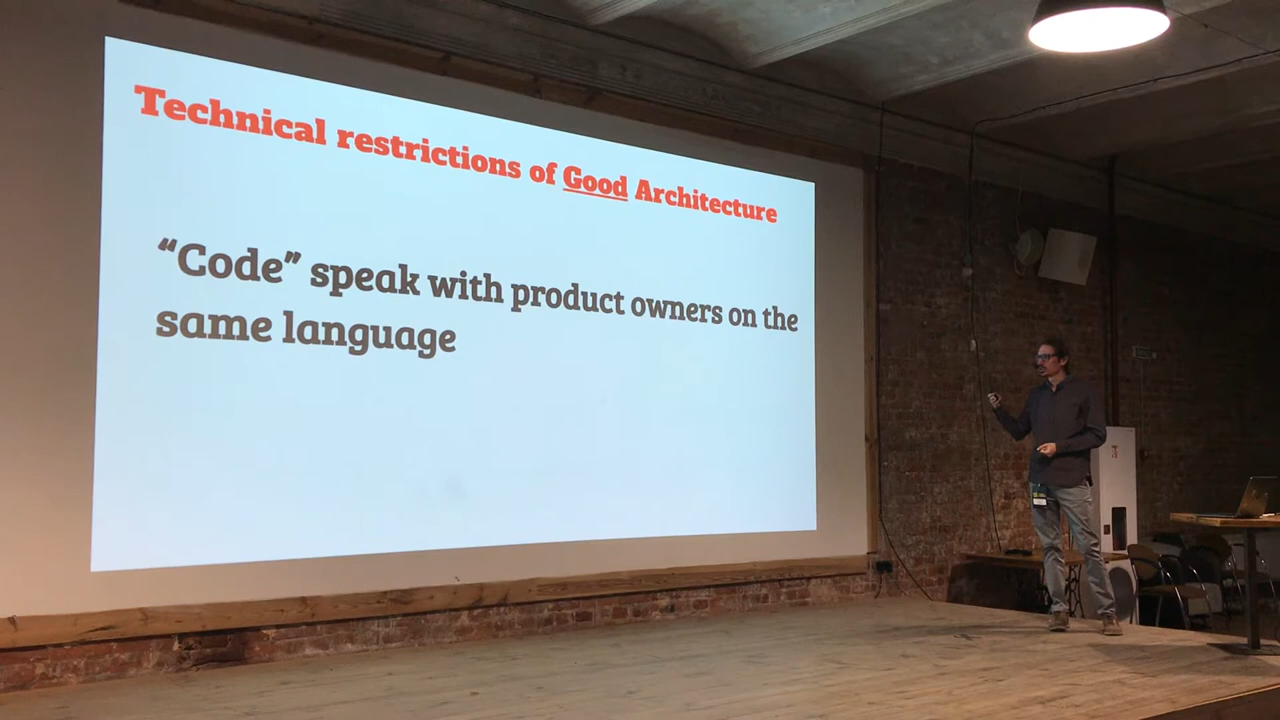 Technical restrictions of Good Architecture
“Code” speak with product owners on the
same language